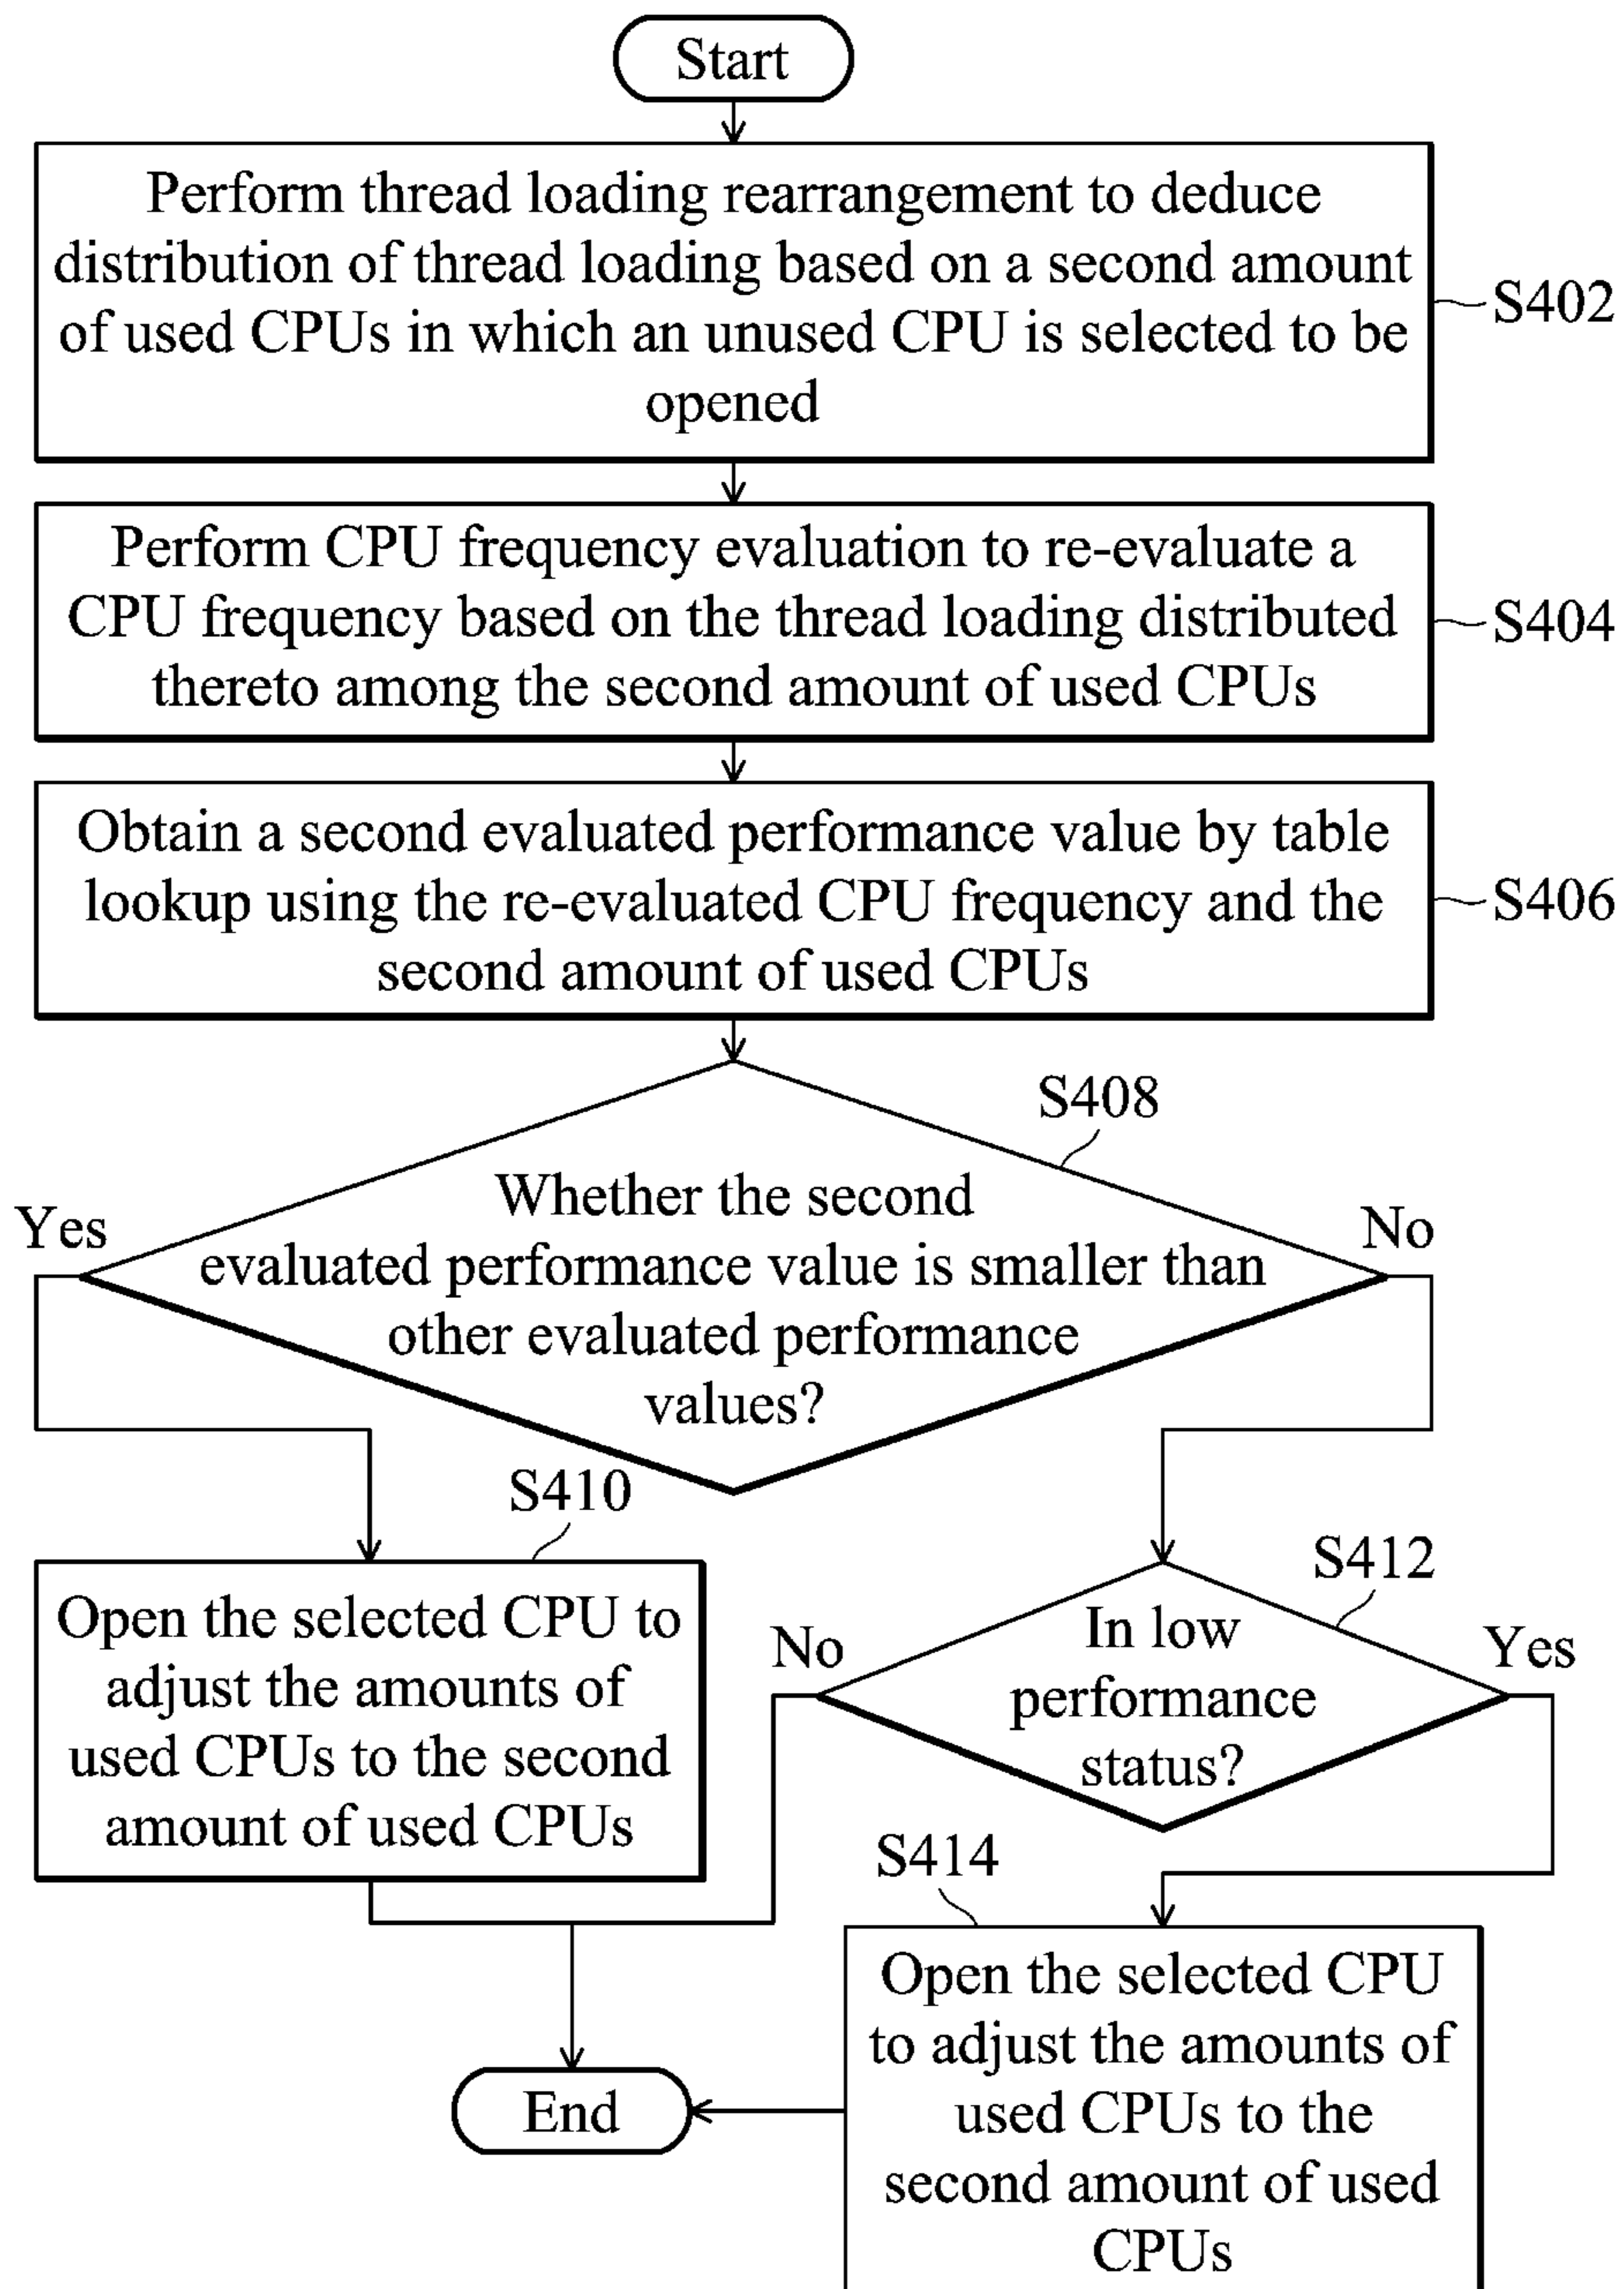 Start
Perform thread loading rearrangement to deduce
distribution of thread loading based on a second amount
of used CPUs in which an unused CPU is selected to be
opened
S402
Perform CPU frequency evaluation to re-evaluate a
CPU frequency based on the thread loading distributed
thereto among the second amount of used CPUs
S404
Obtain a second evaluated performance value by table
lookup using the re-evaluated CPU frequency and the
second amount of used CPUs
S406
S408
Whether the second
evaluated performance value is smaller than
other evaluated performance
values?
Yes
No
S410
Open the selected CPU to
adjust the amounts of
used CPUs to the second
amount of used CPUs
S412
In low
performance
status?
No
Yes
S414
Open the selected CPU
to adjust the amounts of
used CPUs to the
second amount of used
CPUs
End